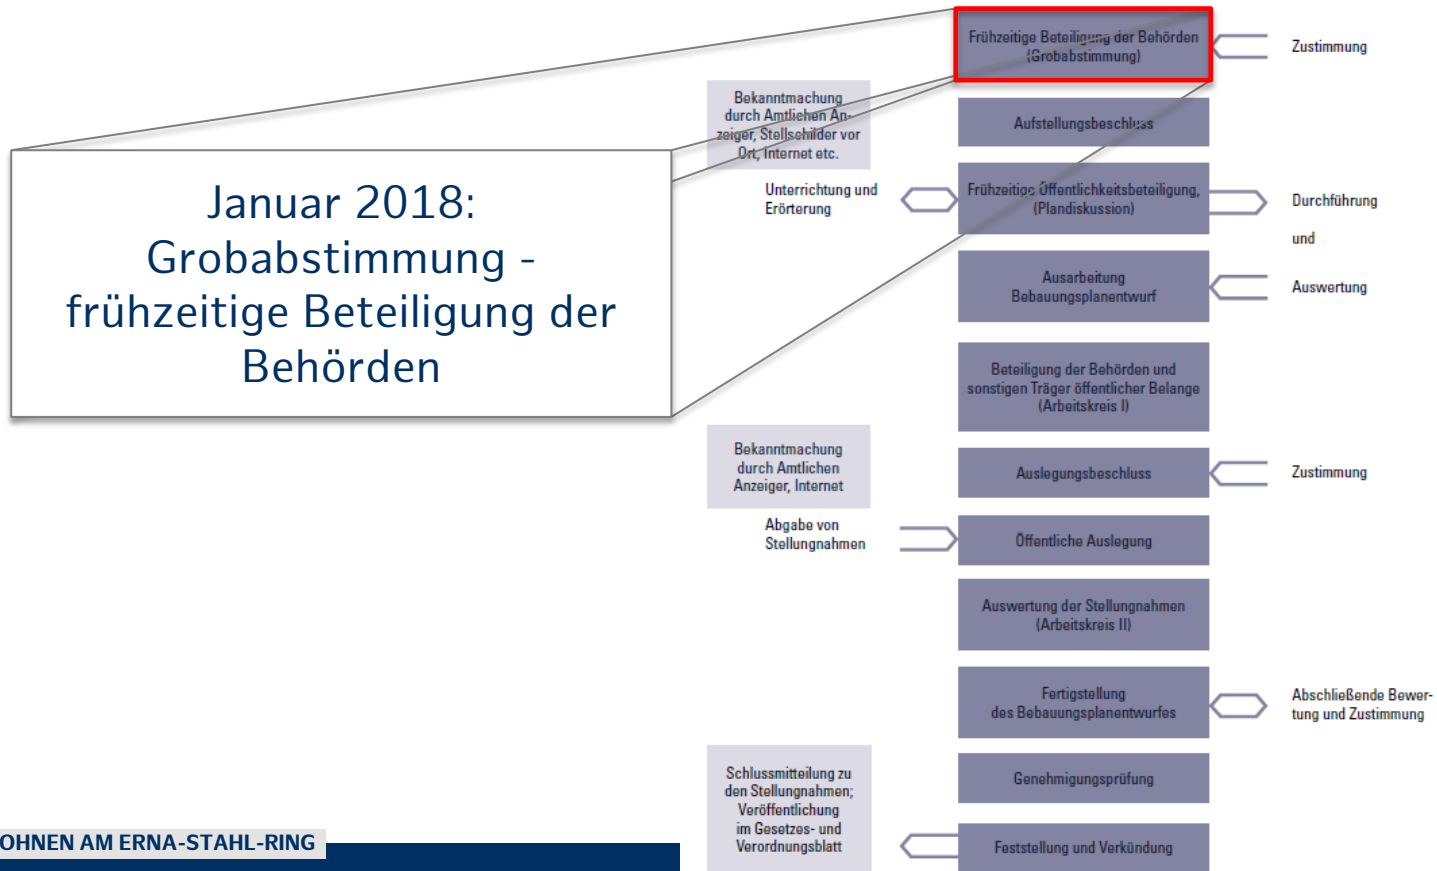 Januar 2018:
Grobabstimmung -
frühzeitige Beteiligung der
Behörden
Frühzeitige Beteiligung der Behörden
(Grobabstimmung)
Zustimmung
Bekanntmachung
durch Amtlichen An-
zeiger, Stellschilder vor
Ort, Internet etc.
Aufstellungsbeschluss
Unterrichtung und
Erörterung
Frühzeitige Öffentlichkeitsbeteiligung,
(Plandiskussion)
Durchführung
und
Auswertung
Ausarbeitung
Bebauungsplanentwurf
Beteiligung der Behörden und
sonstigen Träger öffentlicher Belange
(Arbeitskreis I)
Bekanntmachung
durch Amtlichen
Anzeiger, Internet
Auslegungsbeschluss
Zustimmung
Abgabe von
Stellungnahmen
Öffentliche Auslegung
Auswertung der Stellungnahmen
(Arbeitskreis II)
Fertigstellung
des Bebauungsplanentwurfes
Abschließende Bewer-
tung und Zustimmung
Genehmigungsprüfung
Schlussmitteilung zu
den Stellungnahmen;
Veröffentlichung
im Gesetzes- und
Verordnungsblatt
Feststellung und Verkündung
OHNEN AM ERNA-STAHL-RING